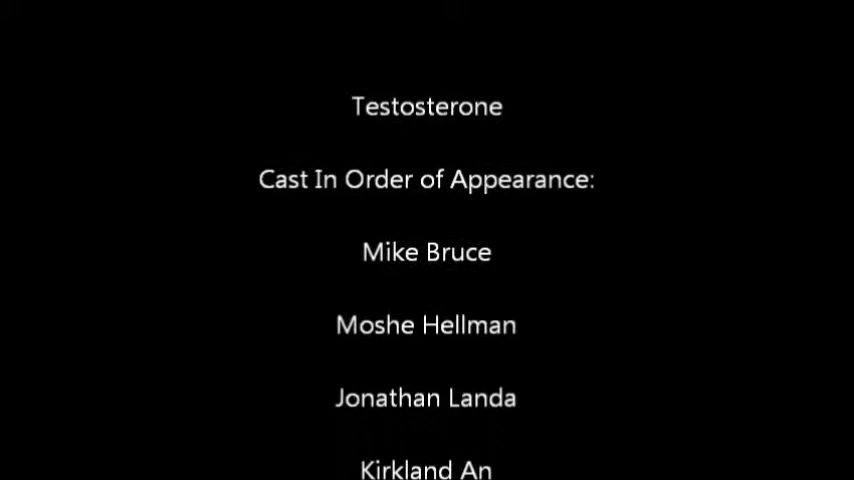 Testosterone
Cast In Order of Appearance:
Mike Bruce
Moshe Hellman
Jonathan Landa
Kirkland An